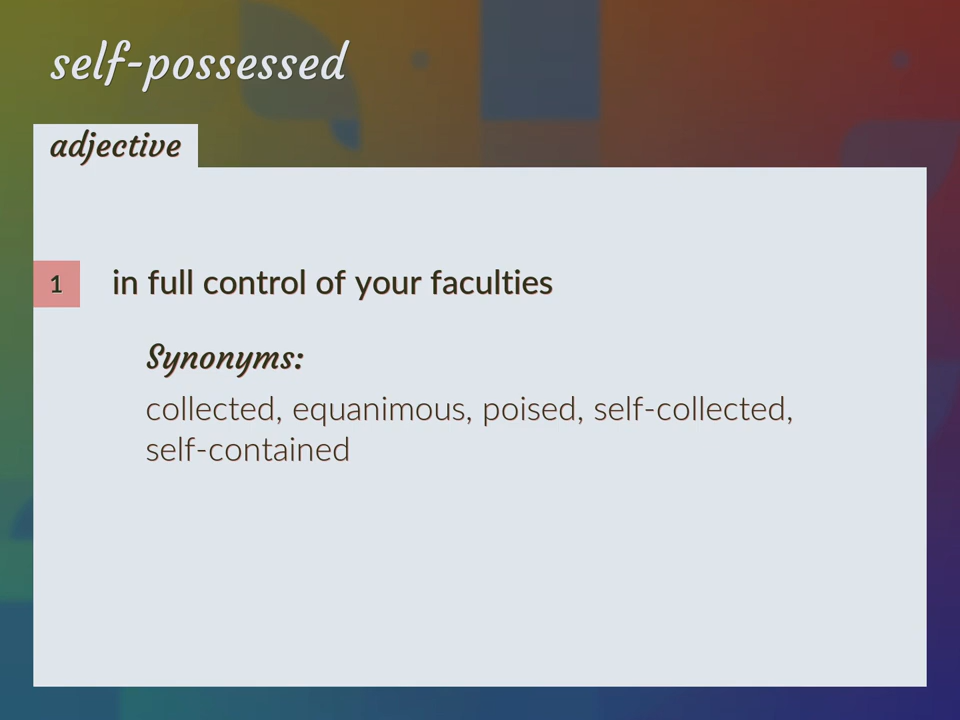 self-possessed
adjective
1 in full control of your faculties
Synonyms:
collected, equanimous, poised, self-collected,
self-contained